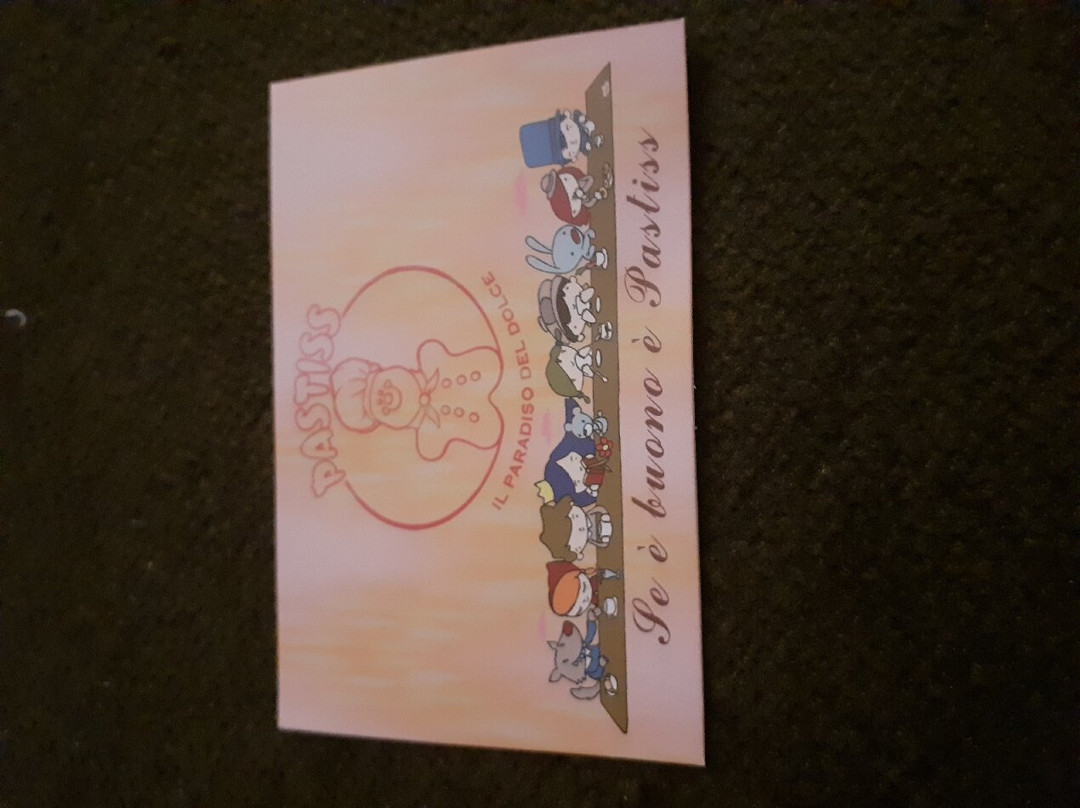 PASTISS
IL PARADISO DEL DOLCE
Se è buono è Pastiss